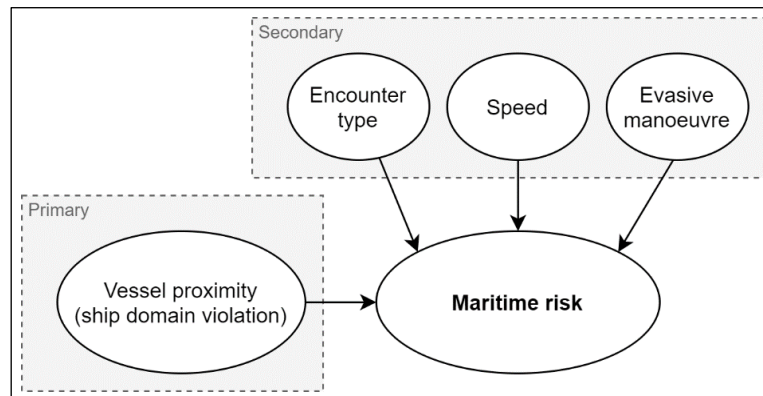 Secondary
Encounter
type
Speed
Evasive
manoeuvre
Primary
Vessel proximity
(ship domain violation)
Maritime risk